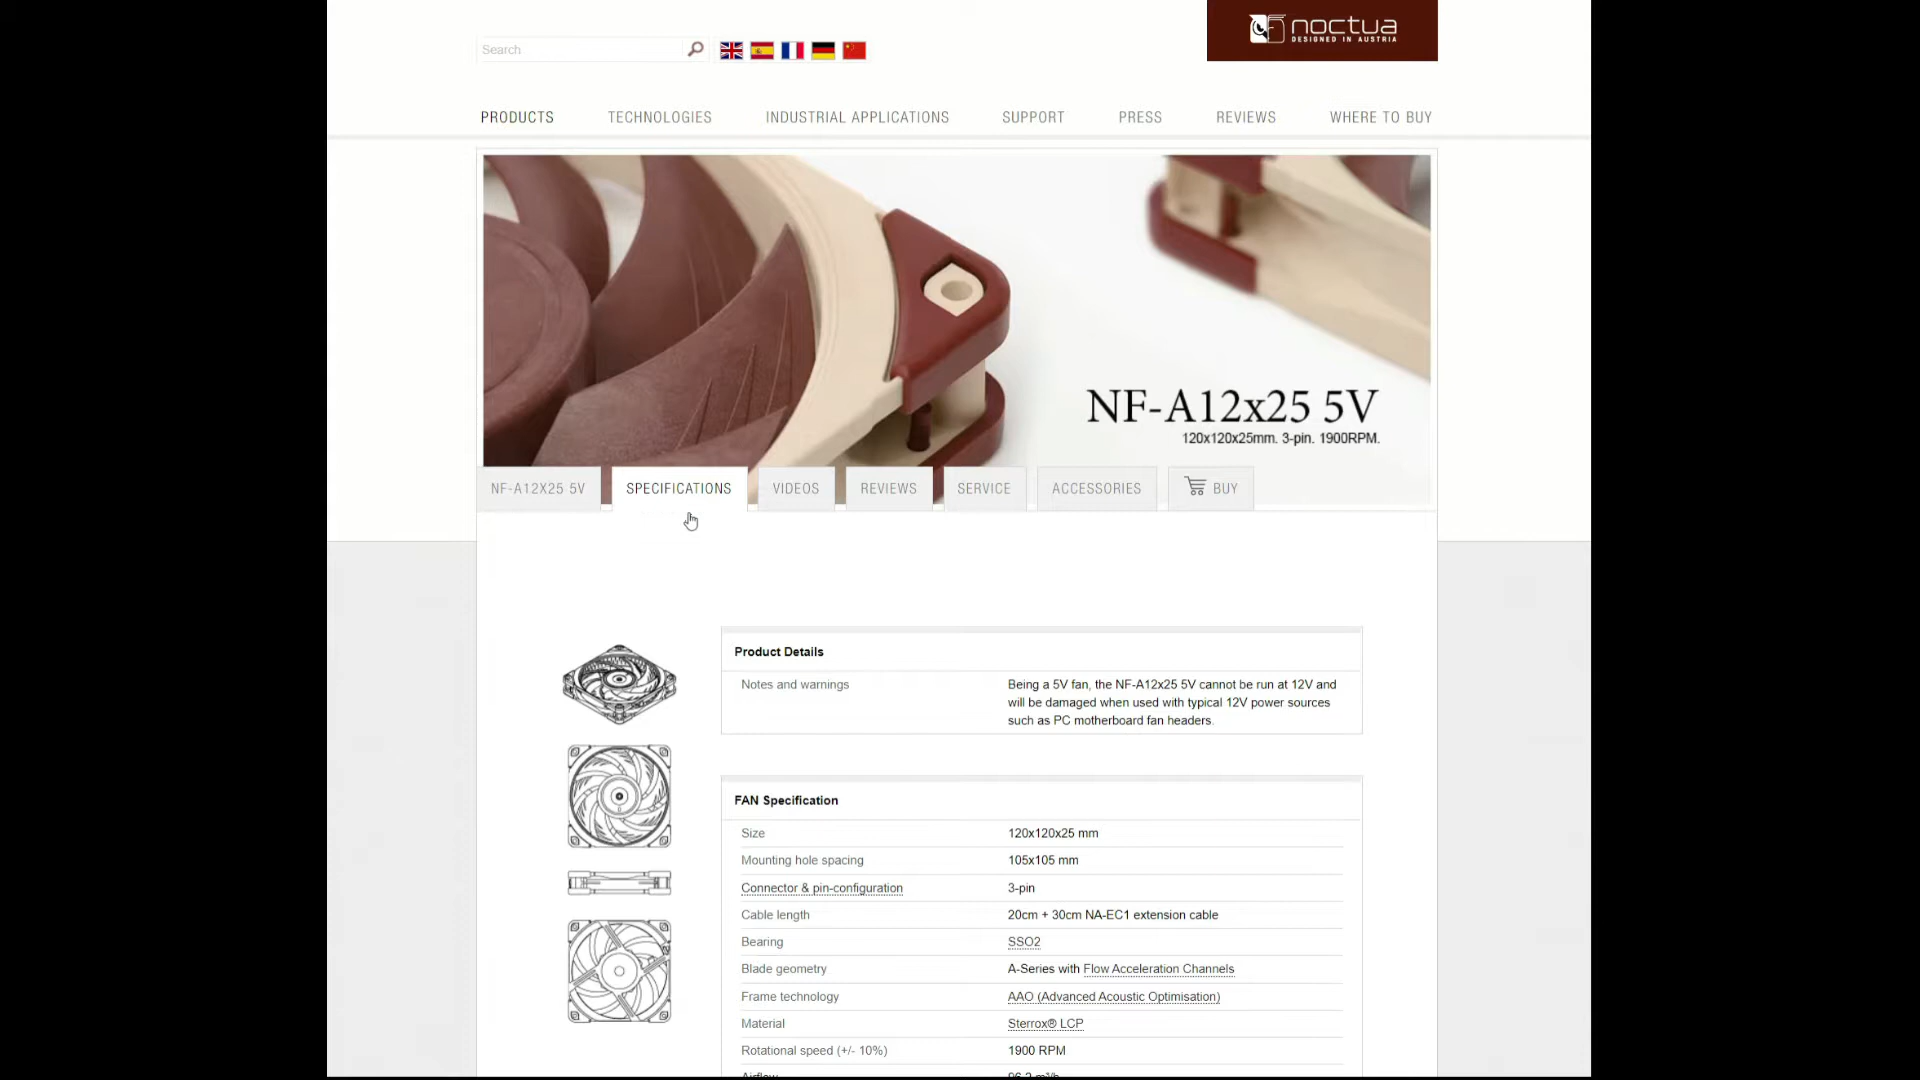 Search
noctua
DESIGNED IN AUSTRIA
PRODUCTS
TECHNOLOGIES
INDUSTRIAL APPLICATIONS
SUPPORT
PRESS
REVIEWS
WHERE TO BUY
NF-A12x25 5V
120x120x25mm. 3-pin. 1900RPM.
NF-A12X25 5V
SPECIFICATIONS
VIDEOS
REVIEWS
SERVICE
ACCESSORIES
BUY
Product Details
Notes and warnings
Being a 5V fan, the NF-A12x25 5V cannot be run at 12V and
will be damaged when used with typical 12V power sources
such as PC motherboard fan headers.
FAN Specification
Size 120x120x25 mm
Mounting hole spacing 105x105 mm
Connector & pin-configuration 3-pin
Cable length 20cm + 30cm NA-EC1 extension cable
Bearing SSO2
Blade geometry A-Series with Flow Acceleration Channels
Frame technology AAO (Advanced Acoustic Optimisation)
Material Sterrox® LCP
Rotational speed (+/- 10%) 1900 RPM